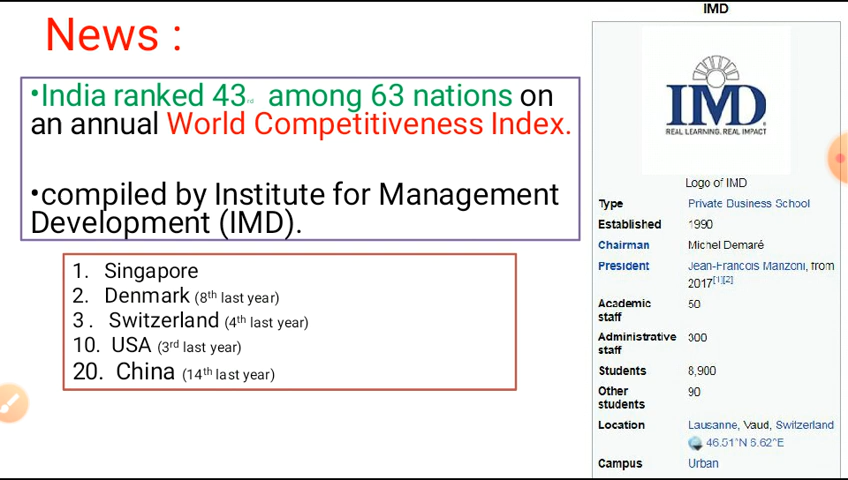 News :
•India ranked 43rd among 63 nations on
an annual World Competitiveness Index.
•compiled by Institute for Management
Development (IMD).
1. Singapore
2. Denmark (8th last year)
3. Switzerland (4th last year)
10. USA (3rd last year)
20. China (14th last year)
IMD
IMD
REAL LEARNING. REAL IMPACT
Logo of IMD
Type Private Business School
Established 1990
Chairman Michel Demaré
President Jean-Francois Manzoni, from
2017[1][2]
Academic staff 50
Administrative staff 300
Students 8,900
Other students 90
Location Lausanne, Vaud, Switzerland
46.51°N 6.62°E
Campus Urban